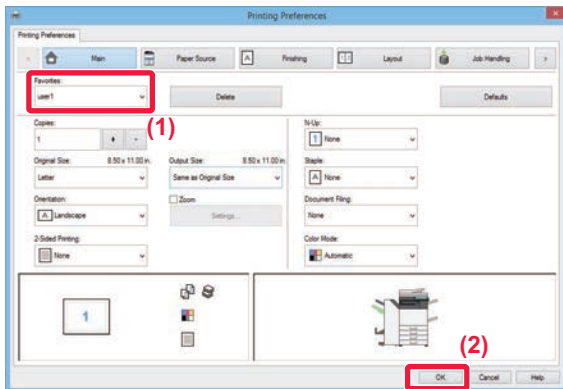 Printing Preferences
Printing Preferences
Main
Paper Source
Finishing
Layout
Job Handling
Favorites:
user1
Delete
Defaults
(1)
Copies:
1
N-Up:
1 None
Original Size: 8.50 x 11.00 in.
Output Size: 8.50 x 11.00 in.
Staple:
Letter
Same as Original Size
A None
Orientation:
Zoom
Document Filing:
A Landscape
Settings...
None
2-Sided Printing:
Color Mode:
None
Automatic
1
(2)
OK
Cancel
Help